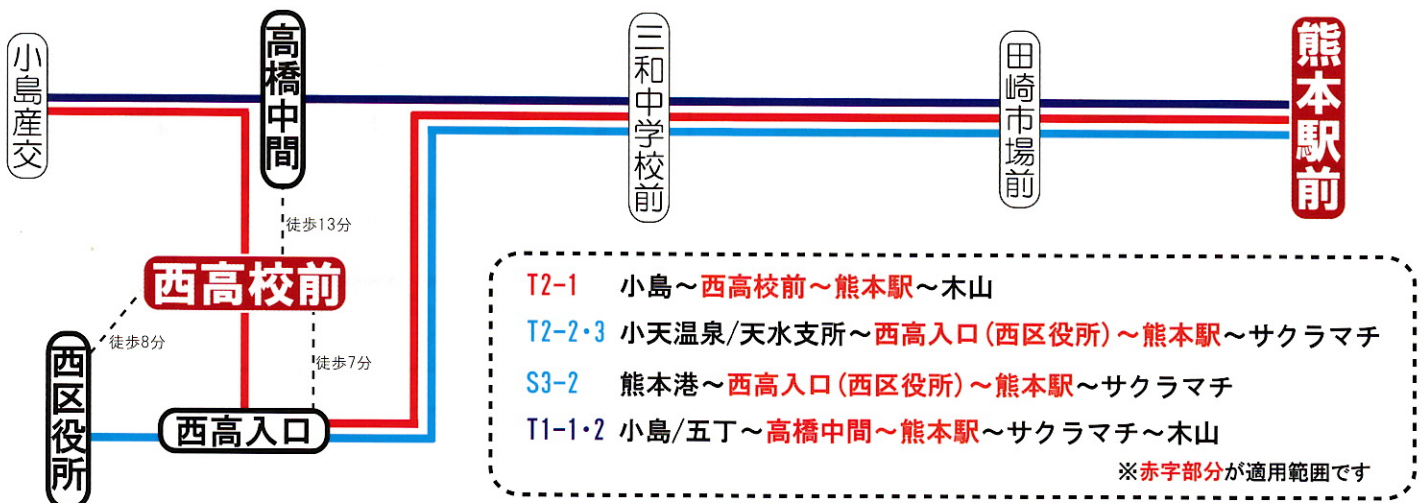 小島産交
高橋中間
三和中学校前
田崎市場前
熊本駅前
徒歩13分
西高校前
徒歩8分
徒歩7分
西区役所
西高入口
T2-1 小島～西高校前～熊本駅～木山
T2-2・3 小天温泉/天水支所～西高入口(西区役所)～熊本駅～サクラマチ
S3-2 熊本港～西高入口(西区役所)～熊本駅～サクラマチ
T1-1・2 小島/五丁～高橋中間～熊本駅～サクラマチ～木山
※赤字部分が適用範囲です